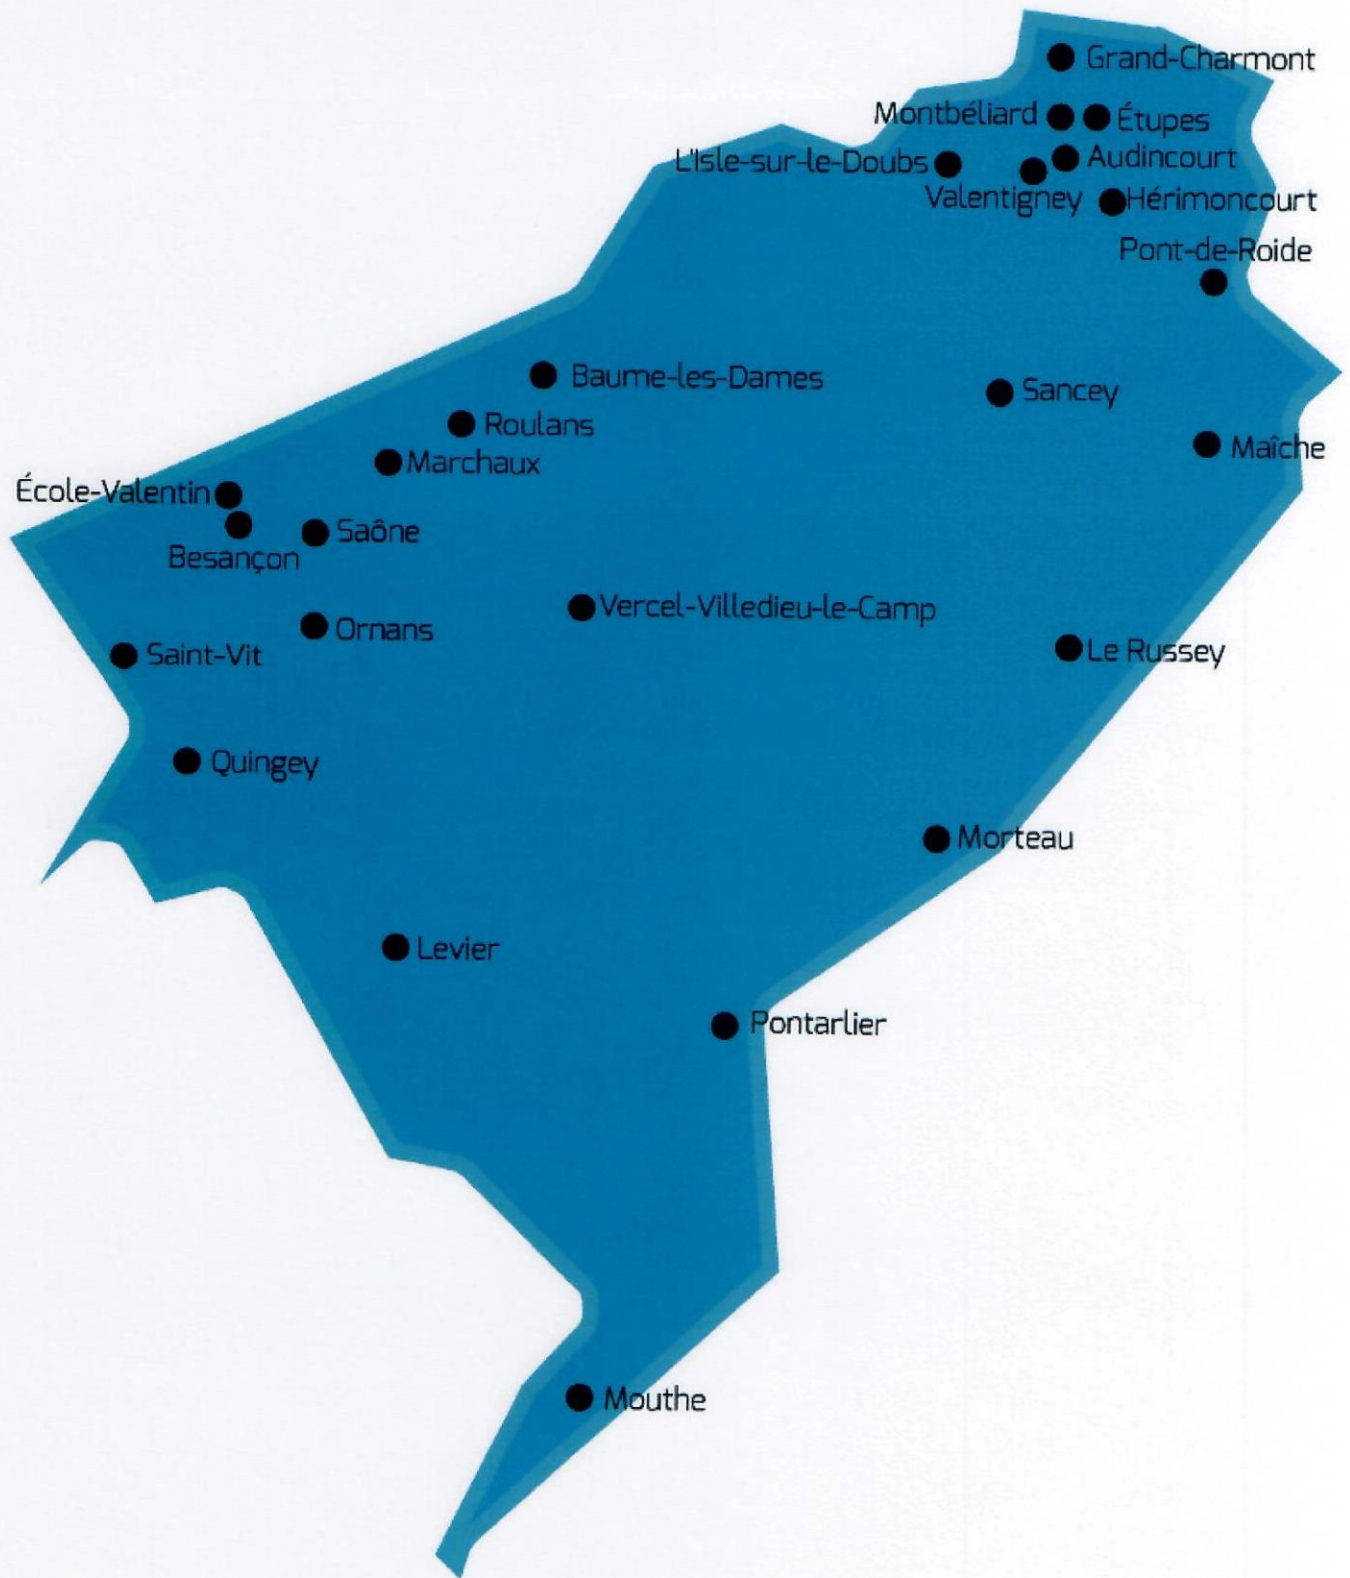 Grand-Charmont
Montbéliard
Étupes
L'Isle-sur-le-Doubs
Audincourt
Valentigney
Hérimoncourt
Pont-de-Roide
Baume-les-Dames
Sancey
Roulans
Maîche
Marchaux
École-Valentin
Saône
Besançon
Vercel-Villedieu-le-Camp
Ornans
Le Russey
Saint-Vit
Quingey
Morteau
Levier
Pontarlier
Mouthe